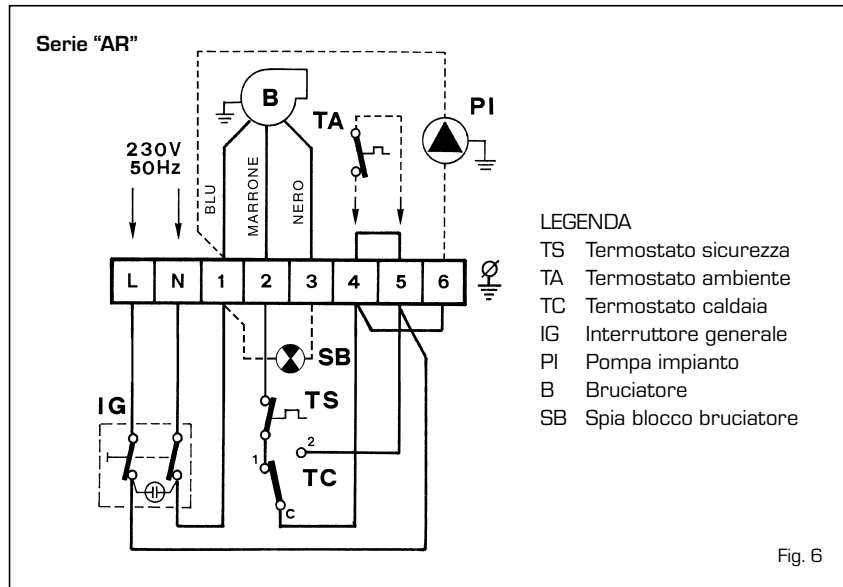 Serie “AR”
B
TA
PI
230V
50Hz
BLU
MARRONE
NERO
L N 1 2 3 4 5 6
SB
TS
IG
2
1
TC
C
LEGENDA
TS Termostato sicurezza
TA Termostato ambiente
TC Termostato caldaia
IG Interruttore generale
PI Pompa impianto
B Bruciatore
SB Spia blocco bruciatore
Fig. 6